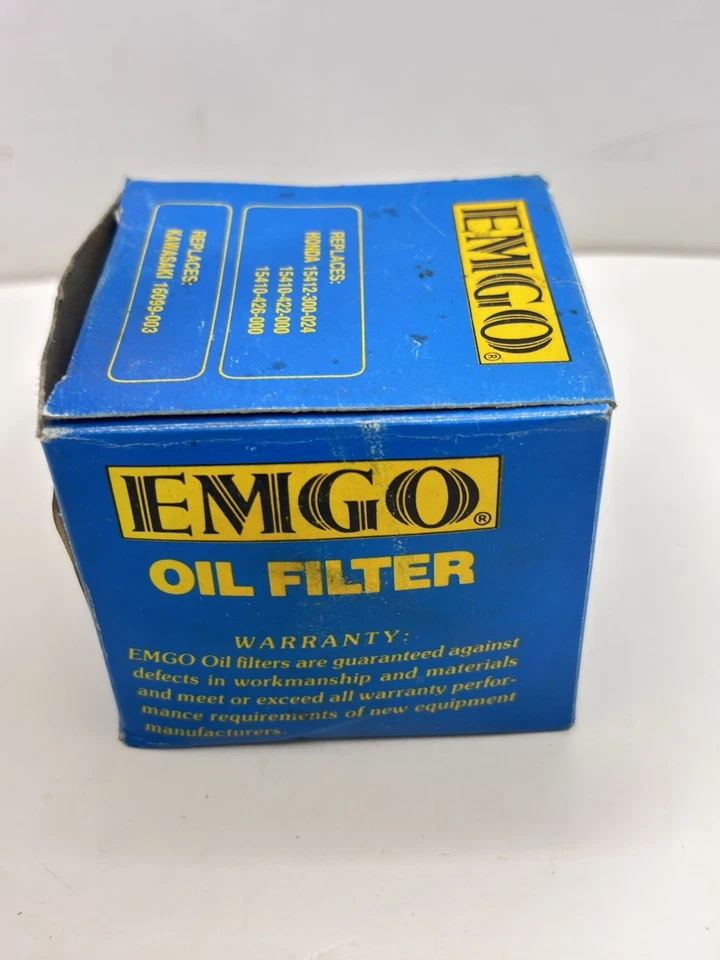 EMGO®
REPLACES:
HONDA 15412-300-024
15410-422-000
15410-426-000
REPLACES:
KAWASAKI 16099-003
EMGO®
OIL FILTER
WARRANTY:
EMGO Oil filters are guaranteed against
defects in workmanship and materials
and meet or exceed all warranty perfor-
mance requirements of new equipment
manufacturers.